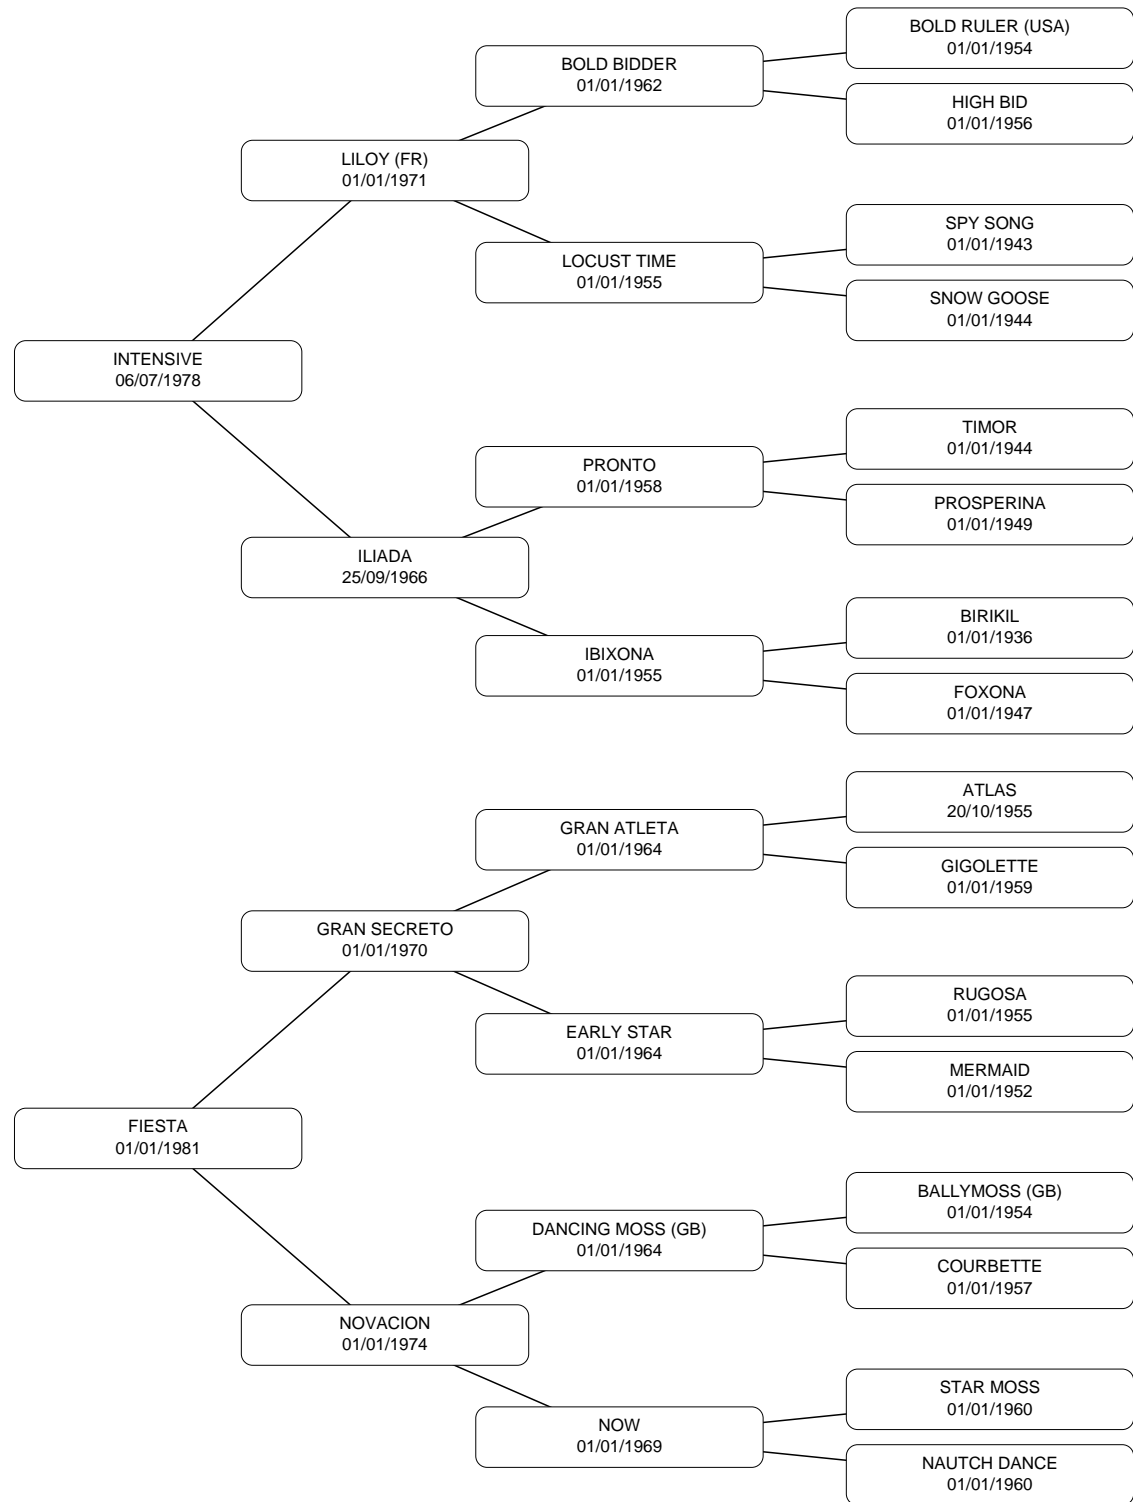 BOLD RULER (USA)
01/01/1954
BOLD BIDDER
01/01/1962
HIGH BID
01/01/1956
LILOY (FR)
01/01/1971
SPY SONG
01/01/1943
LOCUST TIME
01/01/1955
SNOW GOOSE
01/01/1944
INTENSIVE
06/07/1978
TIMOR
01/01/1944
PRONTO
01/01/1958
PROSPERINA
01/01/1949
ILIADA
25/09/1966
BIRIKIL
01/01/1936
IBIXONA
01/01/1955
FOXONA
01/01/1947
ATLAS
20/10/1955
GRAN ATLETA
01/01/1964
GIGOLETTE
01/01/1959
GRAN SECRETO
01/01/1970
RUGOSA
01/01/1955
EARLY STAR
01/01/1964
MERMAID
01/01/1952
FIESTA
01/01/1981
BALLYMOSS (GB)
01/01/1954
DANCING MOSS (GB)
01/01/1964
COURBETTE
01/01/1957
NOVACION
01/01/1974
STAR MOSS
01/01/1960
NOW
01/01/1969
NAUTCH DANCE
01/01/1960